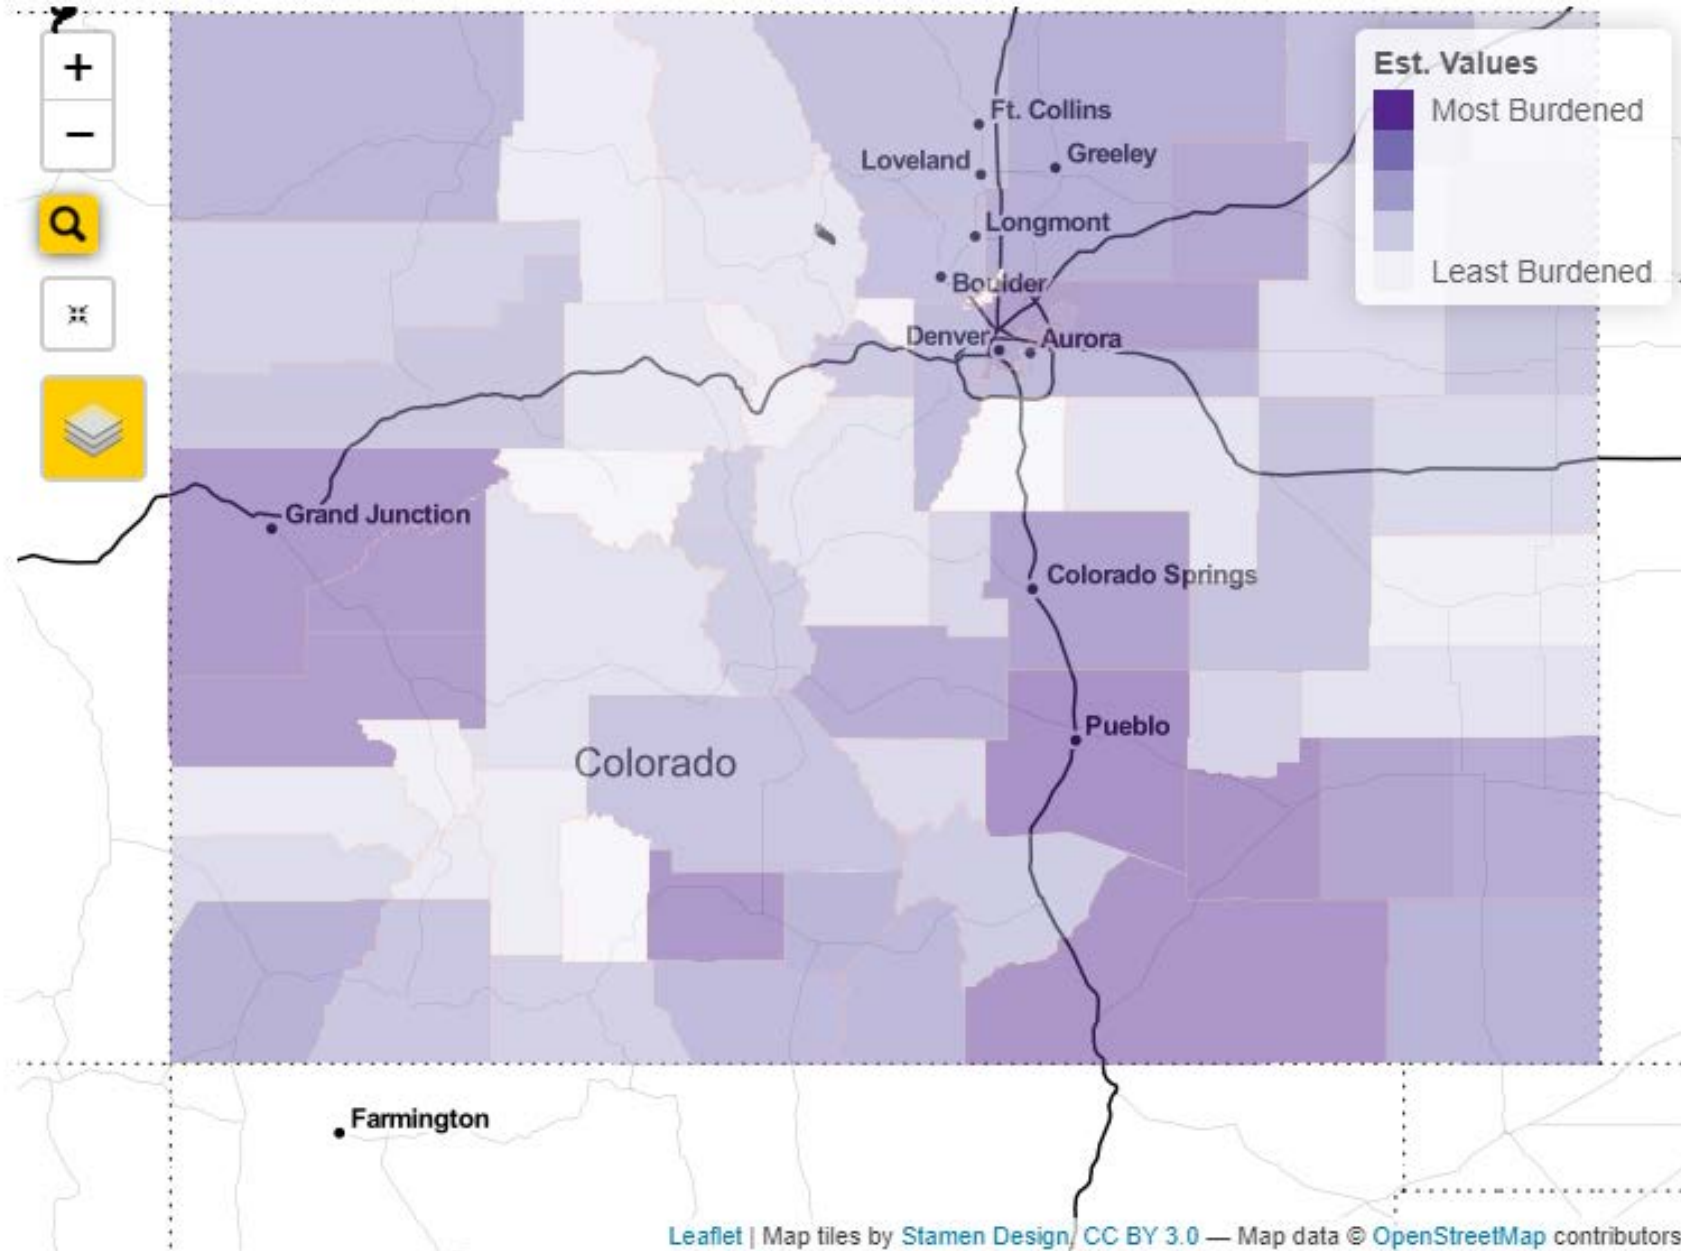 +
−
Est. Values
Most Burdened
Least Burdened
Ft. Collins
Loveland
Greeley
Longmont
Boulder
Denver
Aurora
Grand Junction
Colorado Springs
Pueblo
Colorado
Farmington
Leaflet | Map tiles by Stamen Design, CC BY 3.0 — Map data © OpenStreetMap contributors